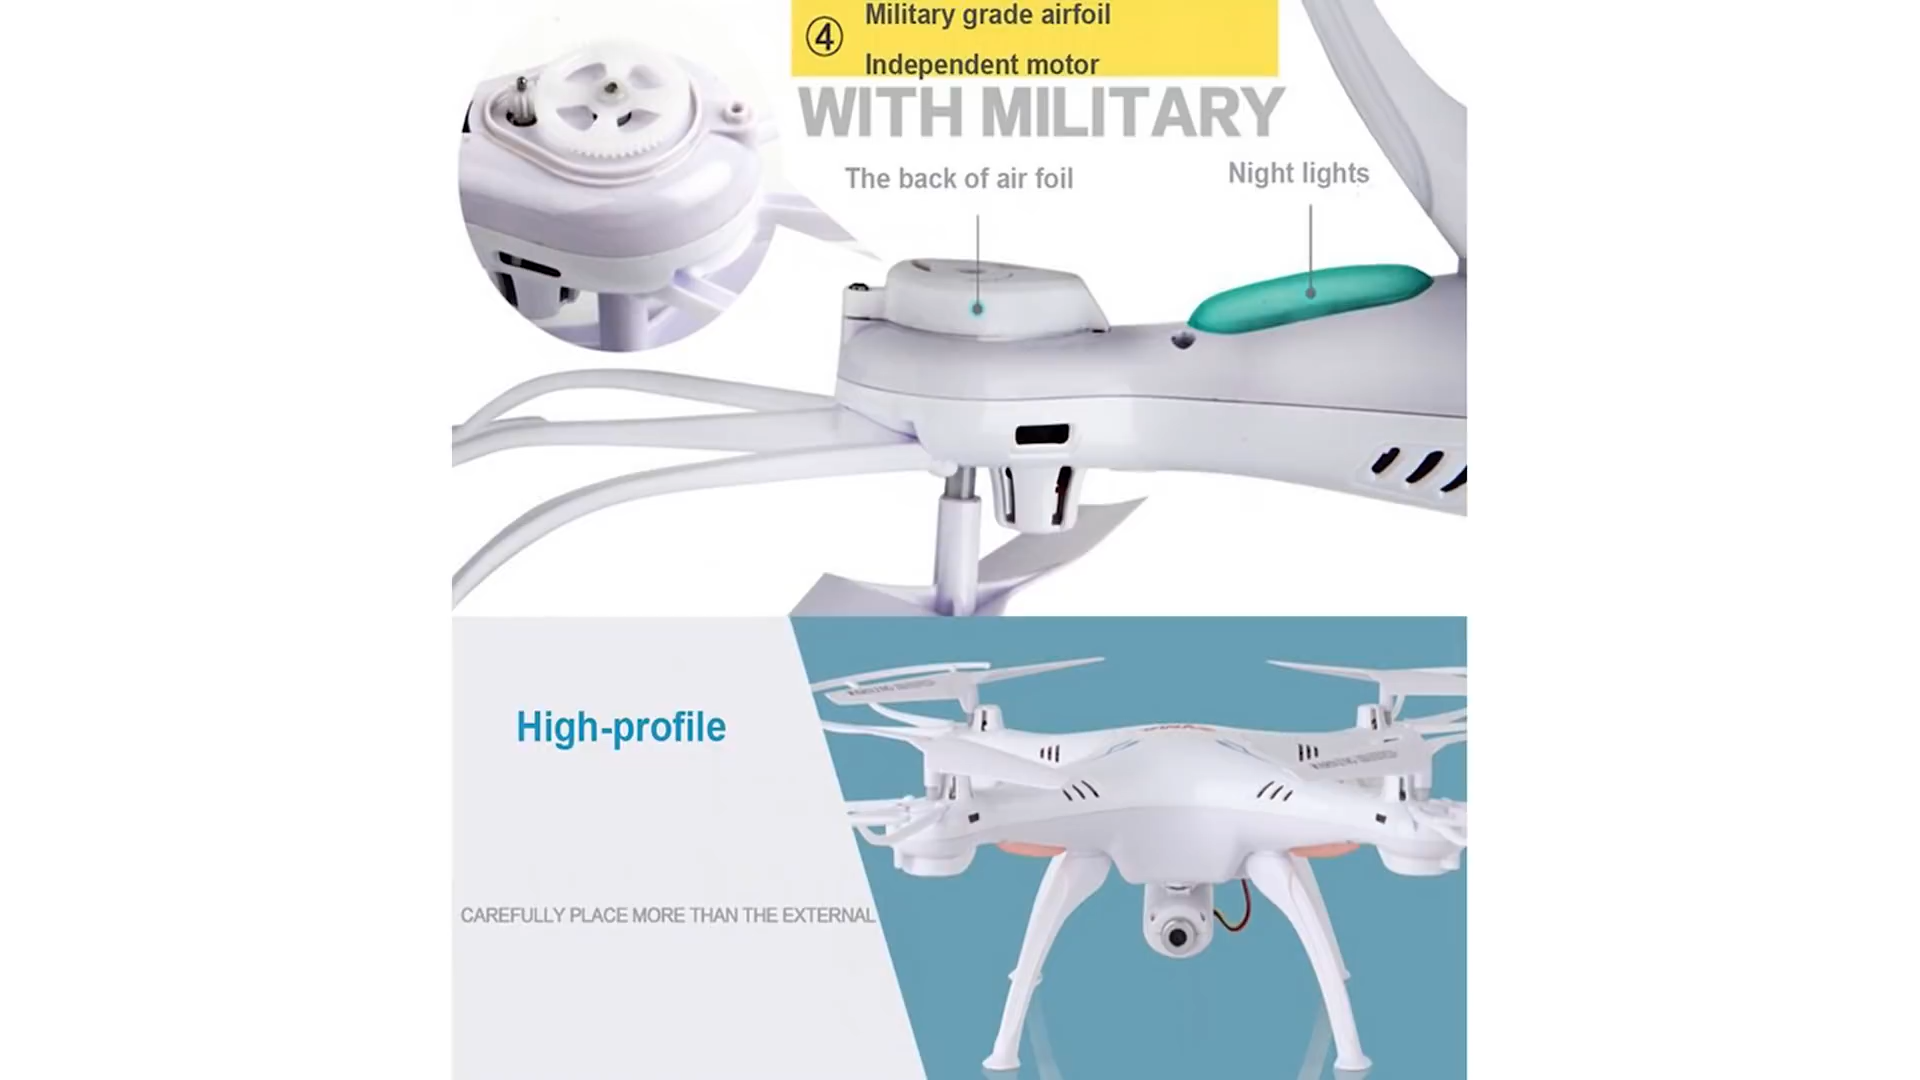 ④
Military grade airfoil
Independent motor
WITH MILITARY
The back of air foil
Night lights
High-profile
CAREFULLY PLACE MORE THAN THE EXTERNAL